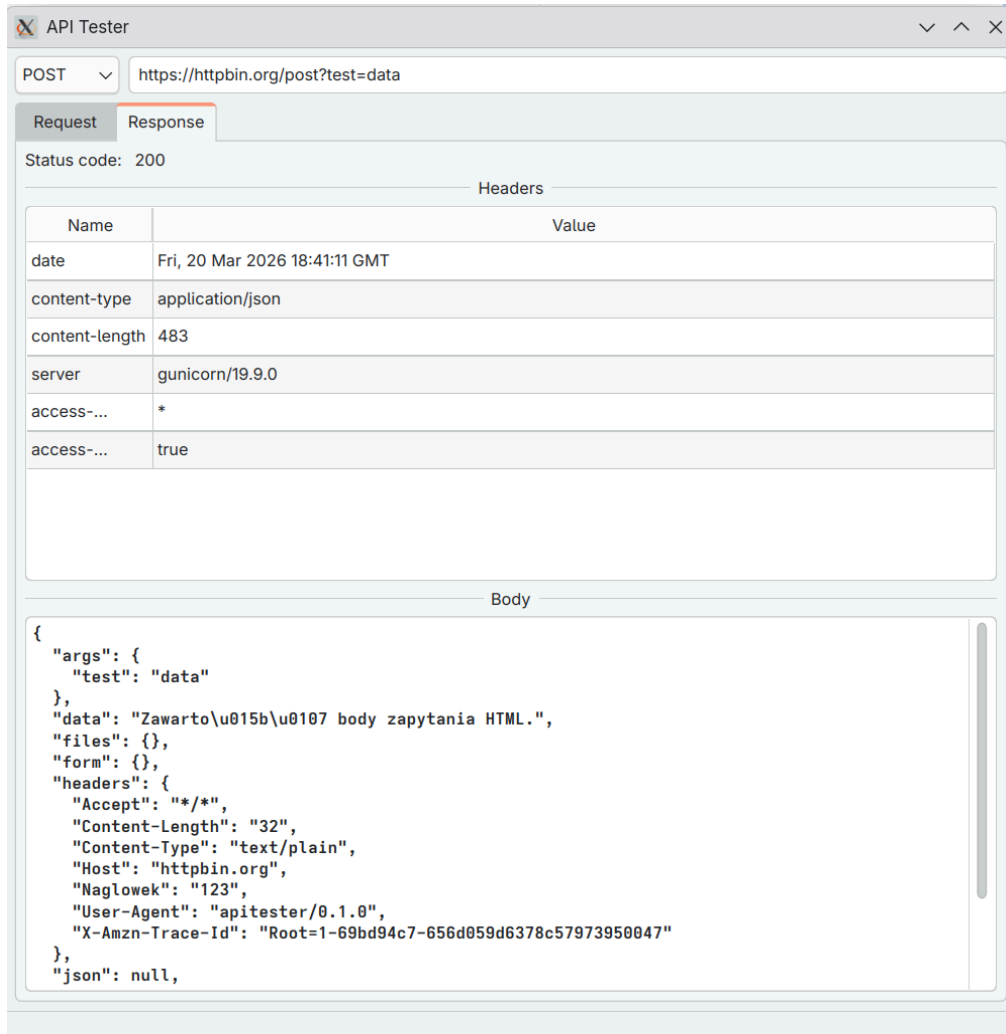 API Tester
POST https://httpbin.org/post?test=data
Request Response
Status code: 200
Headers
Name Value
date Fri, 20 Mar 2026 18:41:11 GMT
content-type application/json
content-length 483
server gunicorn/19.9.0
access-... *
access-... true
Body
{
  "args": {
    "test": "data"
  },
  "data": "Zawarto\u015b\u0107 body zapytania HTML.",
  "files": {},
  "form": {},
  "headers": {
    "Accept": "*/*",
    "Content-Length": "32",
    "Content-Type": "text/plain",
    "Host": "httpbin.org",
    "Naglowek": "123",
    "User-Agent": "apitester/0.1.0",
    "X-Amzn-Trace-Id": "Root=1-69bd94c7-656d059d6378c57973950047"
  },
  "json": null,